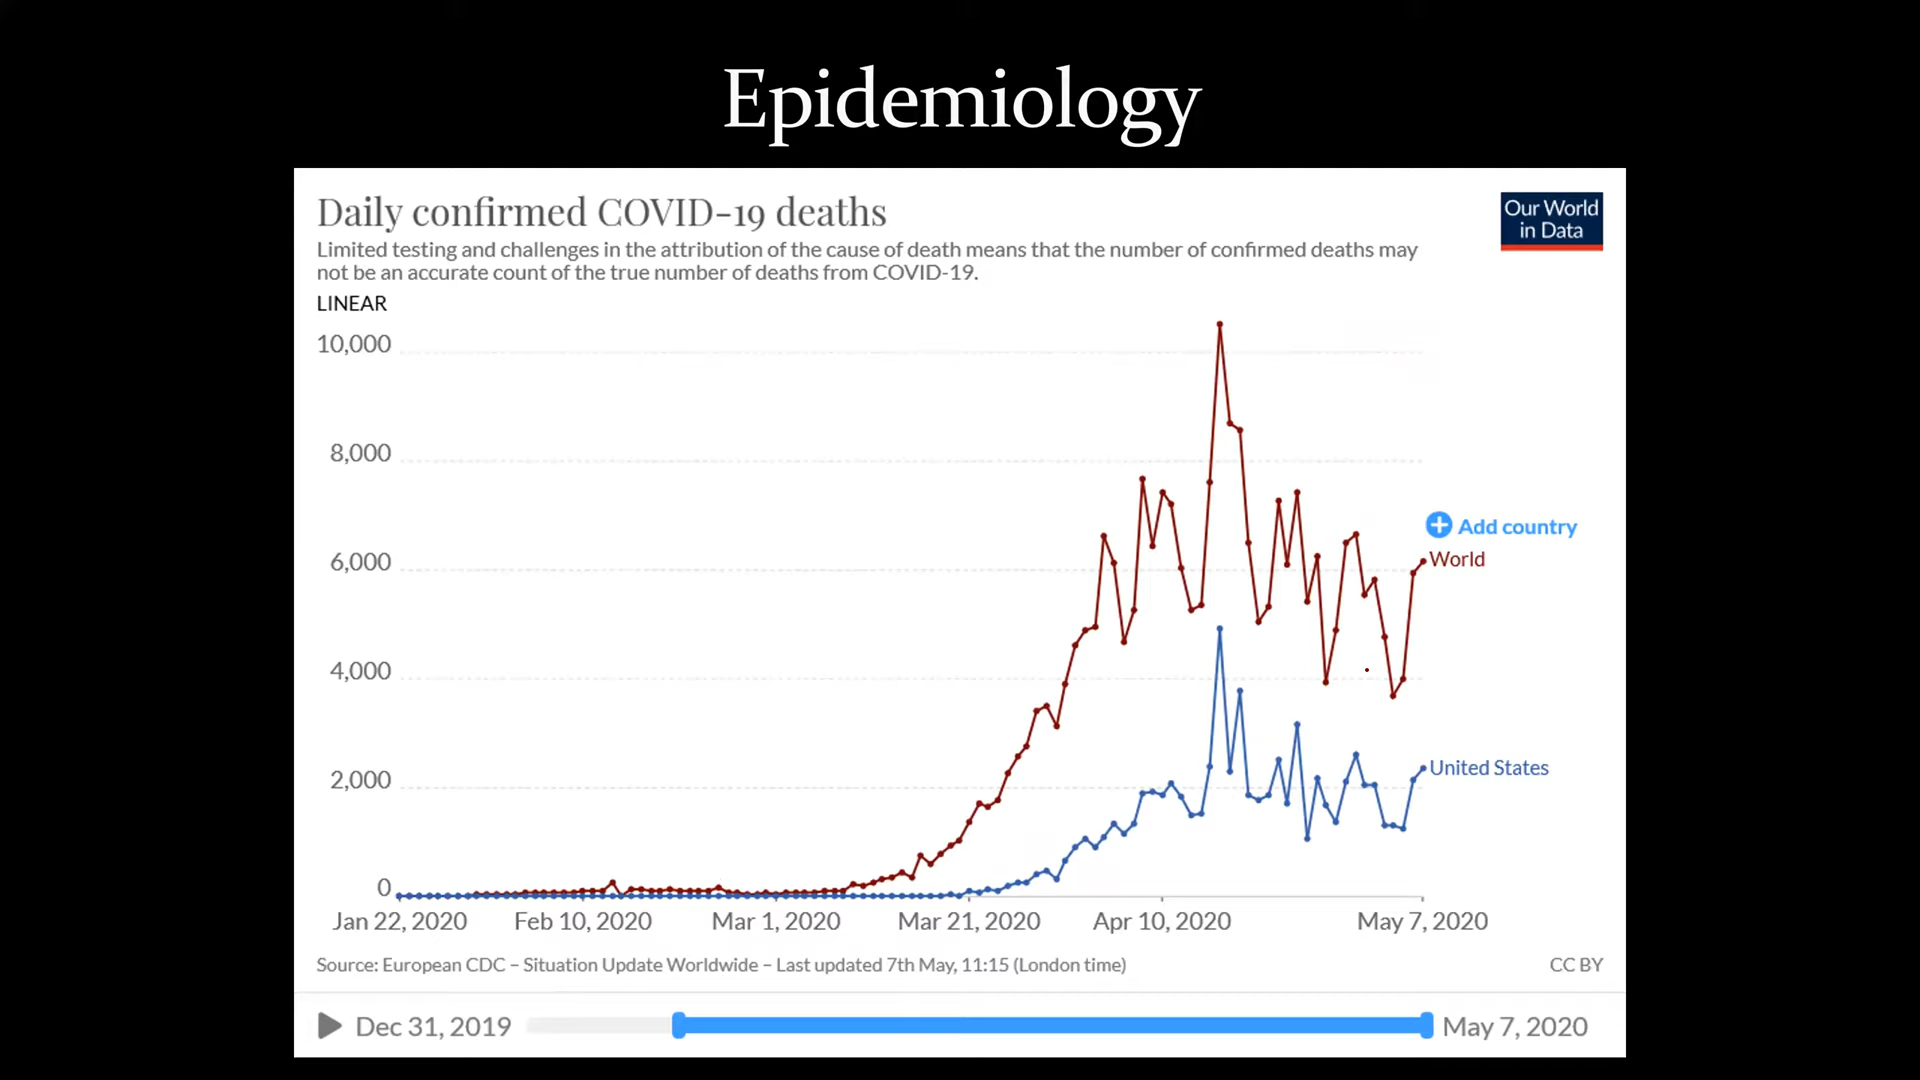 Epidemiology
Daily confirmed COVID-19 deaths
Our World
in Data
Limited testing and challenges in the attribution of the cause of death means that the number of confirmed deaths may
not be an accurate count of the true number of deaths from COVID-19.
LINEAR
10,000
8,000
6,000
4,000
2,000
0
Add country
World
United States
Jan 22, 2020
Feb 10, 2020
Mar 1, 2020
Mar 21, 2020
Apr 10, 2020
May 7, 2020
Source: European CDC – Situation Update Worldwide – Last updated 7th May, 11:15 (London time)
CC BY
Dec 31, 2019
May 7, 2020